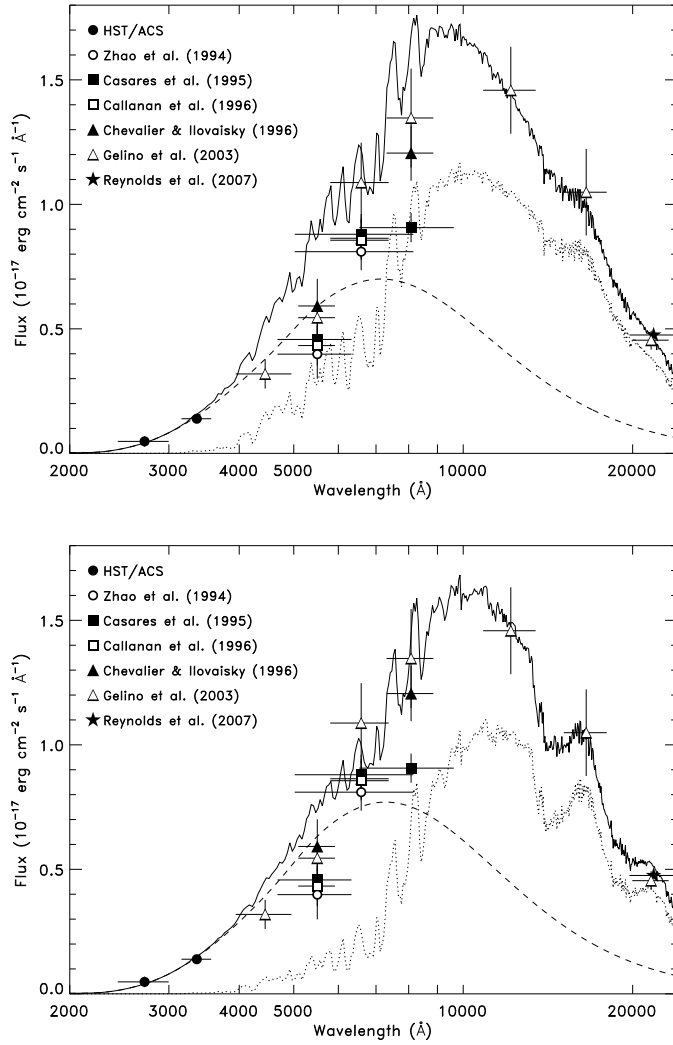 HST/ACS
Zhao et al. (1994)
Casares et al. (1995)
Callanan et al. (1996)
Chevalier & Ilovaisky (1996)
Gelino et al. (2003)
Reynolds et al. (2007)
Flux (10⁻¹⁷ erg cm⁻² s⁻¹ Å⁻¹)
1.5
1.0
0.5
0.0
2000 3000 4000 5000 6000 10000 20000
Wavelength (Å)
HST/ACS
Zhao et al. (1994)
Casares et al. (1995)
Callanan et al. (1996)
Chevalier & Ilovaisky (1996)
Gelino et al. (2003)
Reynolds et al. (2007)
Flux (10⁻¹⁷ erg cm⁻² s⁻¹ Å⁻¹)
1.5
1.0
0.5
0.0
2000 3000 4000 5000 6000 10000 20000
Wavelength (Å)